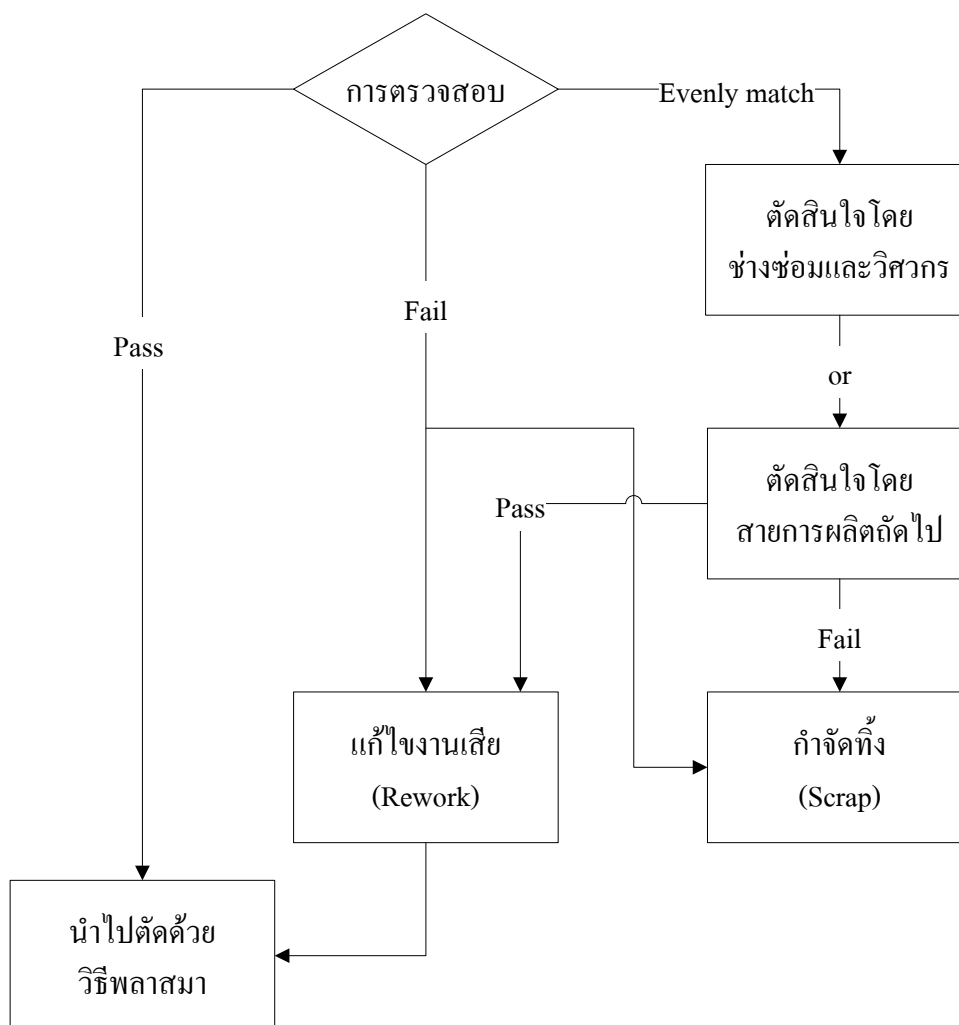 การตรวจสอบ
Evenly match
ตัดสินใจโดย
ช่างซ่อมและวิศวกร
Fail
Pass
or
ตัดสินใจโดย
สายการผลิตถัดไป
Pass
Fail
แก้ไขงานเสีย
(Rework)
กำจัดทิ้ง
(Scrap)
นำไปตัดด้วย
วิธีพลาสมา